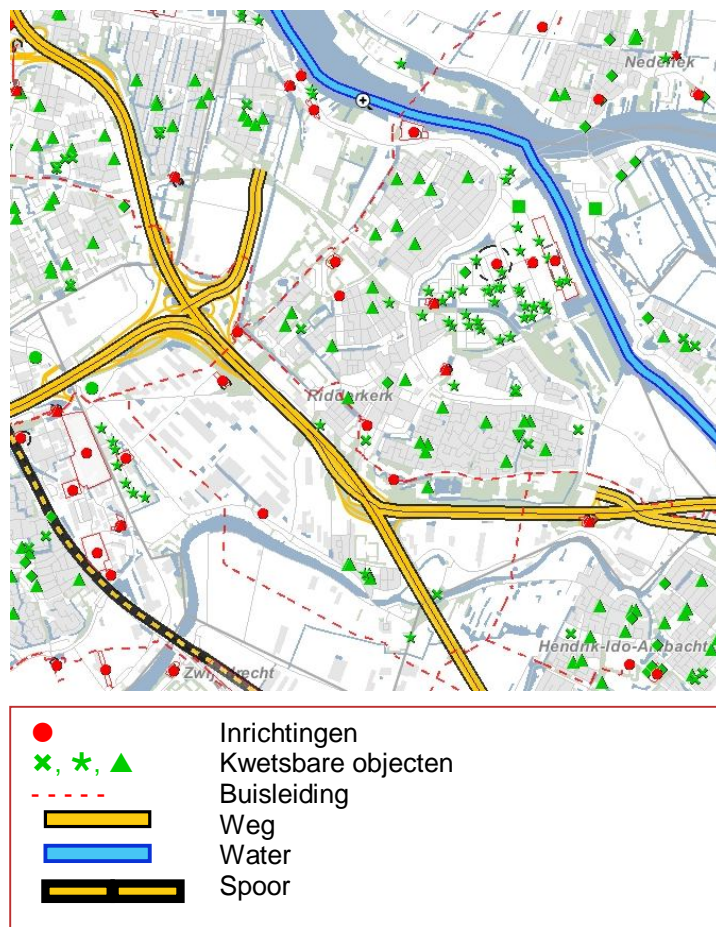 Nederlek
Ridderkerk
Hendrik-Ido-Ambacht
Zwijndrecht
Inrichtingen
Kwetsbare objecten
Buisleiding
Weg
Water
Spoor